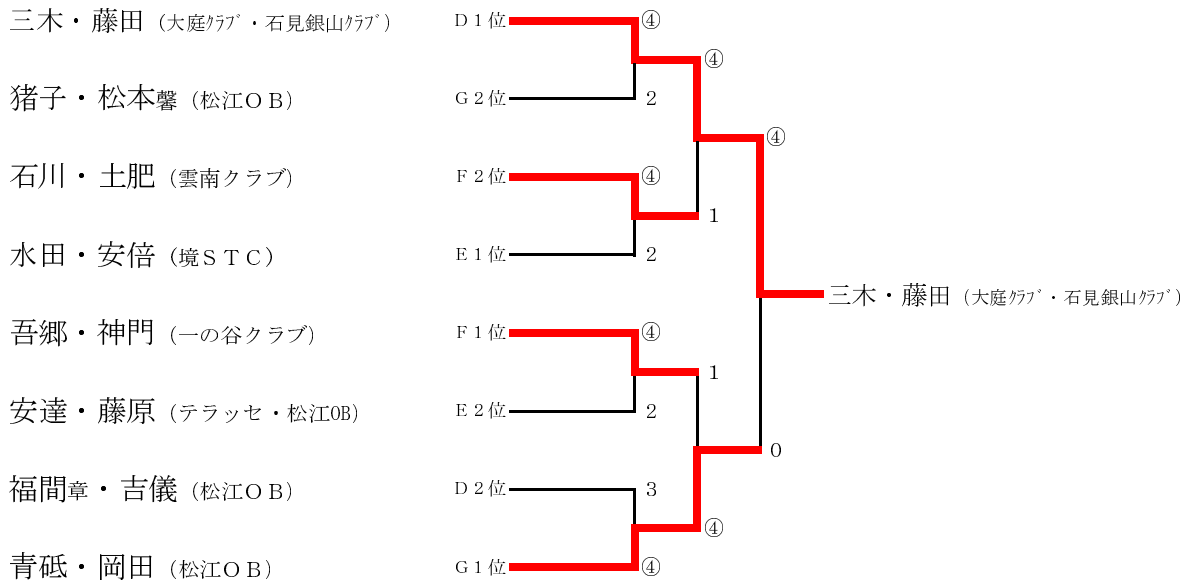 三木・藤田（大庭ｸﾗﾌﾞ・石見銀山ｸﾗﾌﾞ） D１位 ④
④
猪子・松本馨（松江ＯＢ） G２位 2
④
石川・土肥（雲南クラブ） F２位 ④
1
水田・安倍（境ＳＴＣ） E１位 2
三木・藤田（大庭ｸﾗﾌﾞ・石見銀山ｸﾗﾌﾞ）
吾郷・神門（一の谷クラブ） F１位 ④
1
安達・藤原（テラッセ・松江OB） E２位 2
0
福間章・吉儀（松江ＯＢ） D２位 3
④
青砥・岡田（松江ＯＢ） G１位 ④